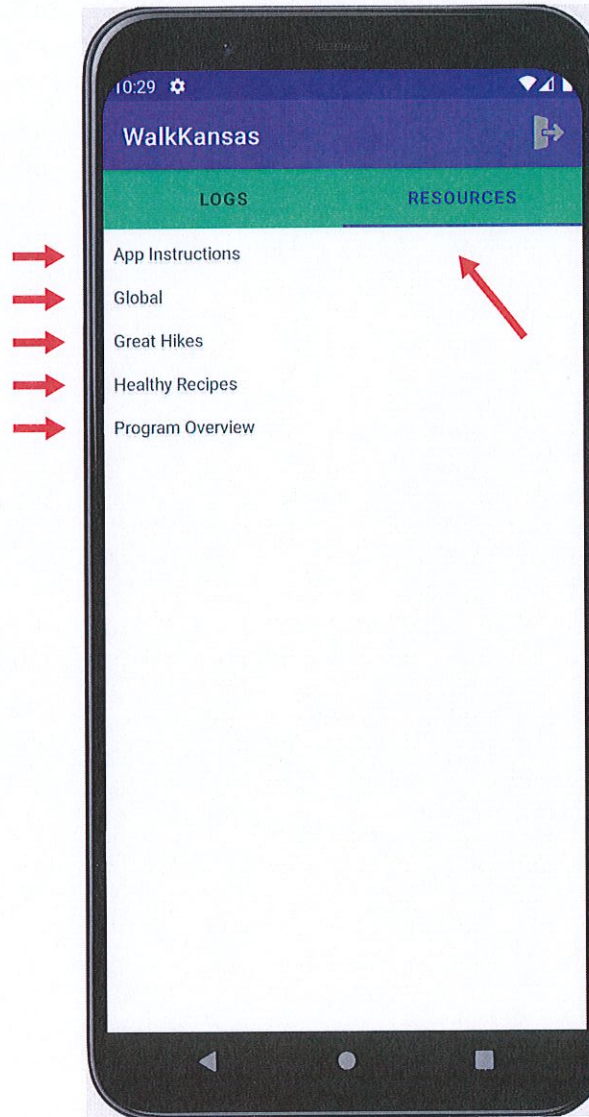 10:29
WalkKansas
LOGS RESOURCES
App Instructions
Global
Great Hikes
Healthy Recipes
Program Overview